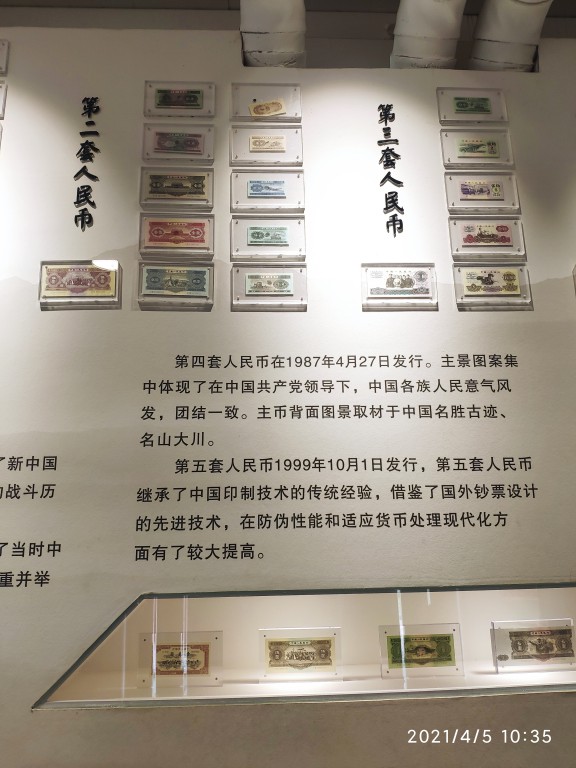 第二套人民币
第三套人民币
第四套人民币在1987年4月27日发行。主景图案集
中体现了在中国共产党领导下，中国各族人民意气风
发，团结一致。主币背面图景取材于中国名胜古迹、
名山大川。
第五套人民币1999年10月1日发行，第五套人民币
继承了中国印制技术的传统经验，借鉴了国外钞票设计
的先进技术，在防伪性能和适应货币处理现代化方
面有了较大提高。
了新中国
的战斗历
了当时中
重并举
2021/4/5 10:35